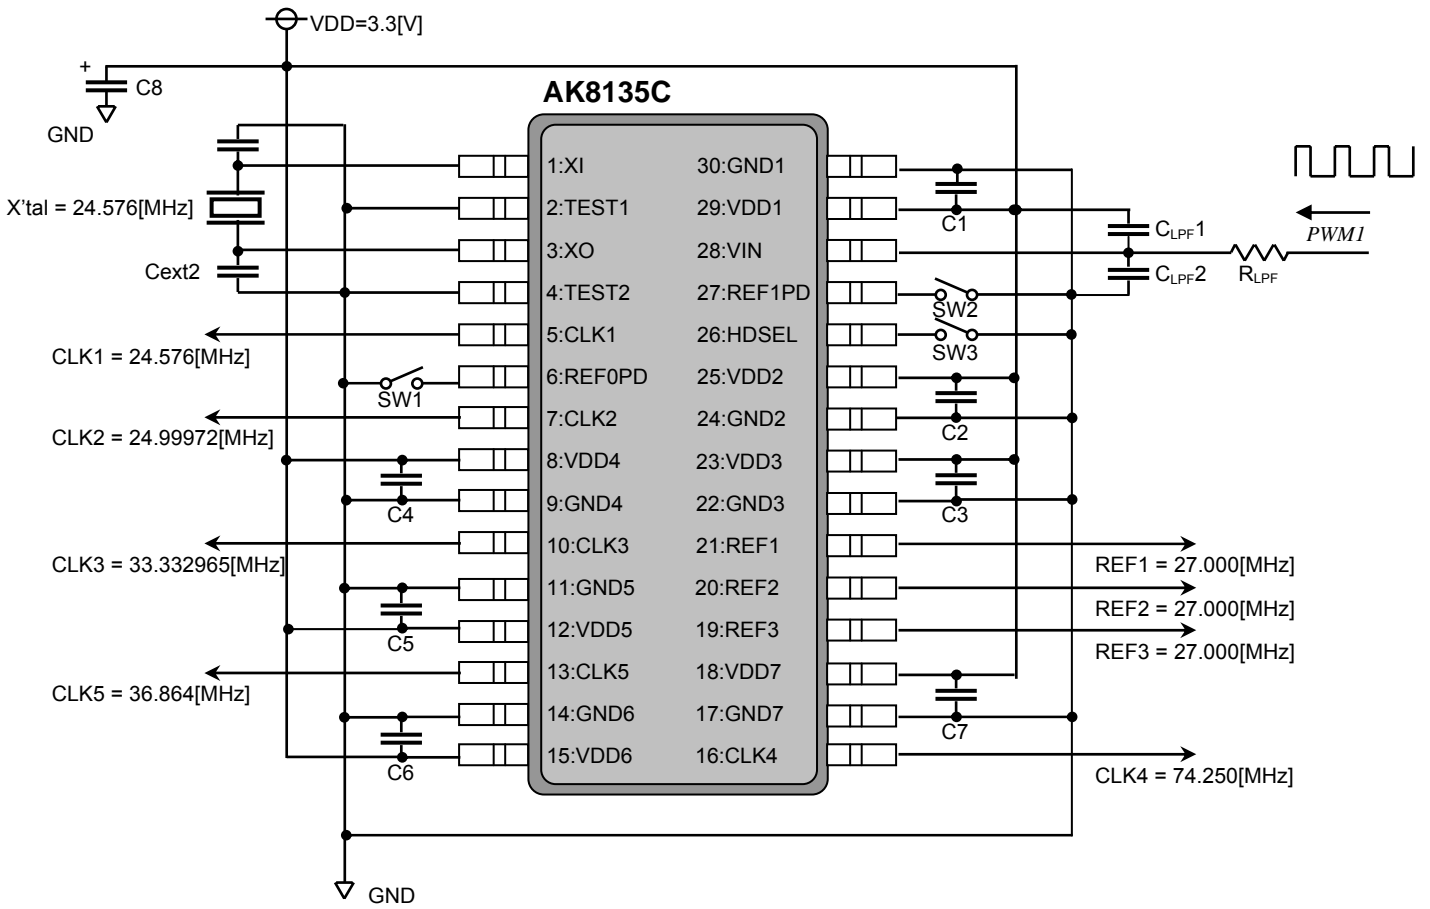 VDD=3.3[V]
+
C8
GND
AK8135C
X'tal = 24.576[MHz]
Cext2
CLK1 = 24.576[MHz]
SW1
CLK2 = 24.99972[MHz]
C4
CLK3 = 33.332965[MHz]
C5
CLK5 = 36.864[MHz]
C6
GND
1:XI
2:TEST1
3:XO
4:TEST2
5:CLK1
6:REF0PD
7:CLK2
8:VDD4
9:GND4
10:CLK3
11:GND5
12:VDD5
13:CLK5
14:GND6
15:VDD6
30:GND1
29:VDD1
28:VIN
27:REF1PD
26:HDSEL
25:VDD2
24:GND2
23:VDD3
22:GND3
21:REF1
20:REF2
19:REF3
18:VDD7
17:GND7
16:CLK4
C1
SW2
SW3
C2
C3
C7
CLPF1
CLPF2
RLPF
PWM1
REF1 = 27.000[MHz]
REF2 = 27.000[MHz]
REF3 = 27.000[MHz]
CLK4 = 74.250[MHz]